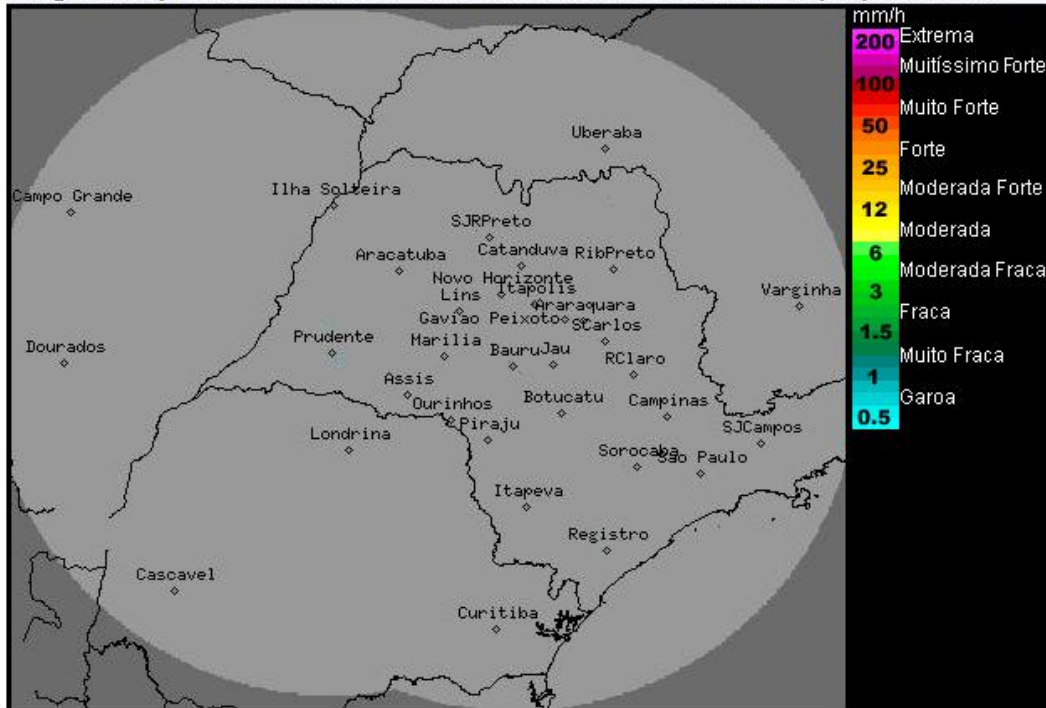 mm/h
200
Extrema
Muitíssimo Forte
100
Muito Forte
50
Forte
25
Moderada Forte
12
Moderada
6
Moderada Fraca
3
Fraca
1.5
Muito Fraca
1
Garoa
0.5
Uberaba
Campo Grande
Ilha Solteira
SJRPreto
Catanduva
RibPreto
Aracatuba
Novo Horizonte
Itapolis
Lins
Araraquara
Varginha
Gaviao Peixoto
SCarlos
Prudente
Marilia
Dourados
Bauru
Jau
RClaro
Assis
Ourinhos
Botucatu
Campinas
Piraju
SJCampos
Londrina
Sorocaba
Sao Paulo
Itapeva
Registro
Cascavel
Curitiba